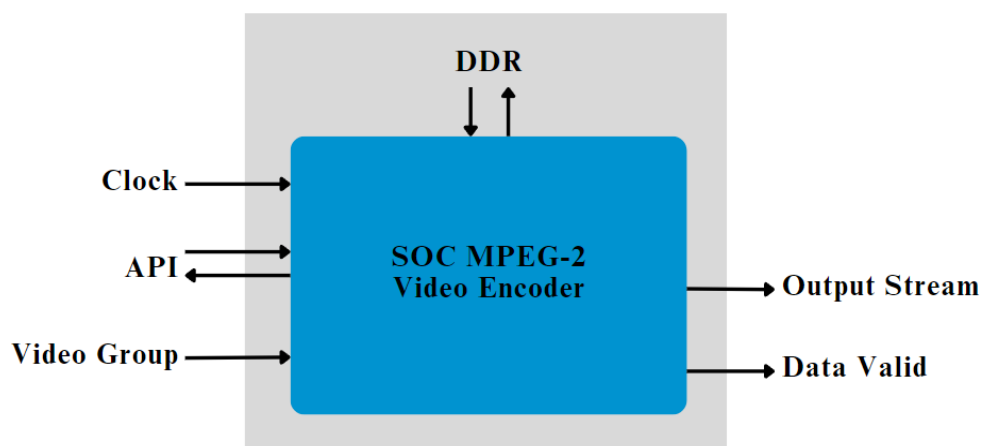 DDR
Clock
API
Video Group
SOC MPEG-2
Video Encoder
Output Stream
Data Valid